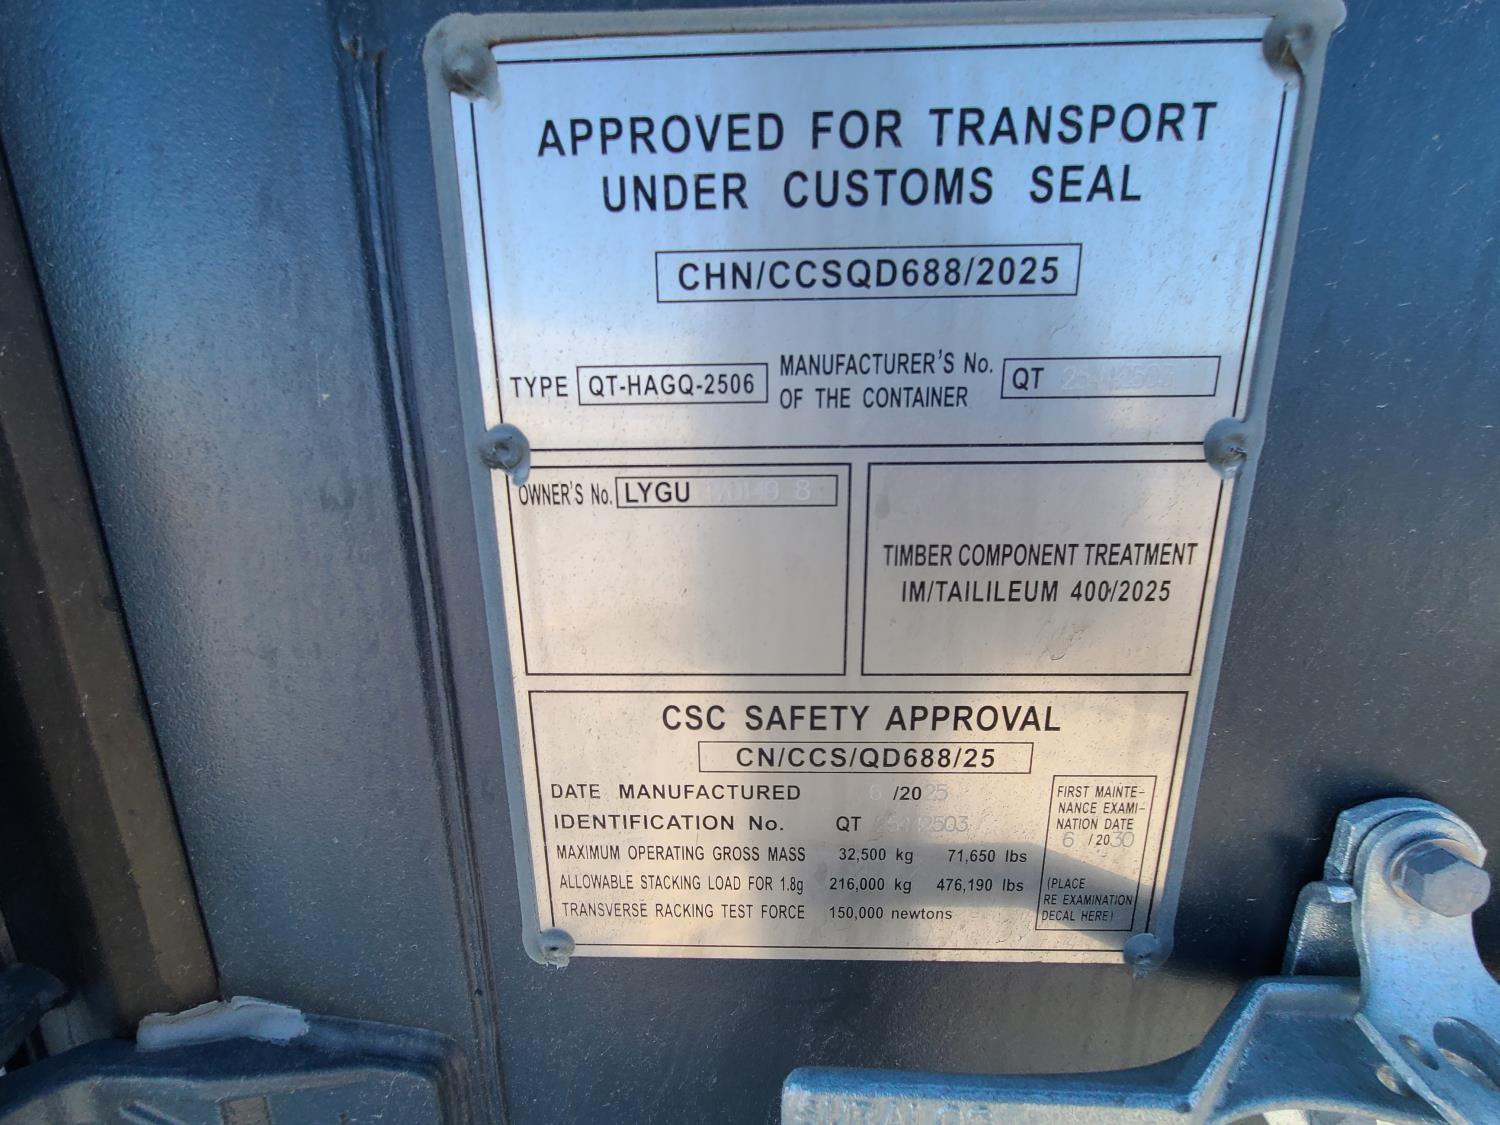 APPROVED FOR TRANSPORT
UNDER CUSTOMS SEAL
CHN/CCSQD688/2025
TYPE QT-HAGQ-2506
MANUFACTURER'S No.
OF THE CONTAINER
QT
OWNER'S No. LYGU
TIMBER COMPONENT TREATMENT
IM/TAILILEUM 400/2025
CSC SAFETY APPROVAL
CN/CCS/QD688/25
DATE MANUFACTURED 6 /2025
IDENTIFICATION No. QT
MAXIMUM OPERATING GROSS MASS 32,500 kg 71,650 lbs
ALLOWABLE STACKING LOAD FOR 1.8g 216,000 kg 476,190 lbs
TRANSVERSE RACKING TEST FORCE 150,000 newtons
FIRST MAINTE-
NANCE EXAMI-
NATION DATE
6 /2030
(PLACE
RE EXAMINATION
DECAL HERE)